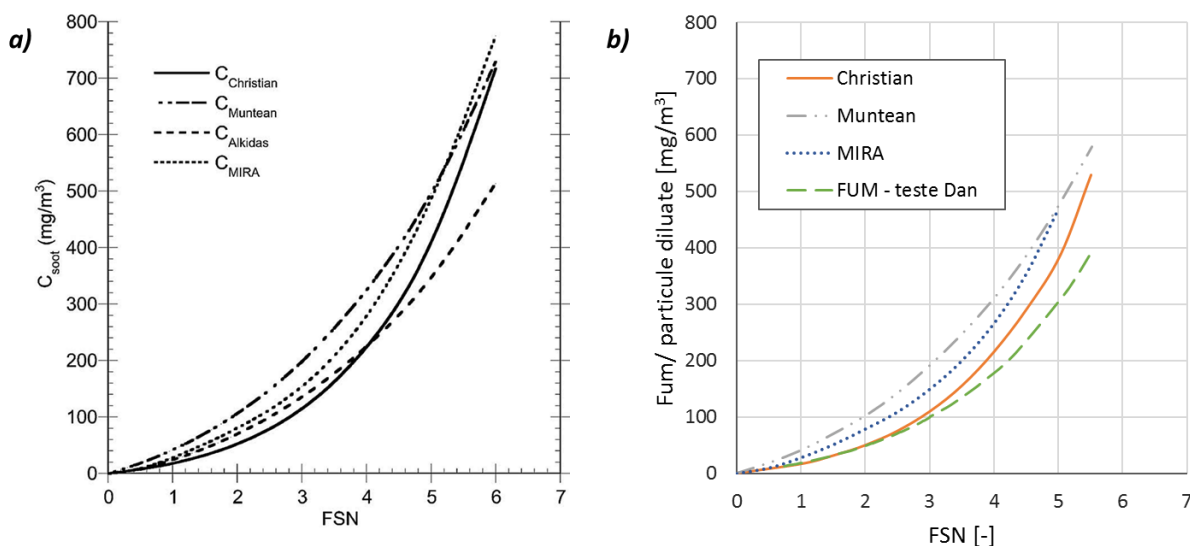 a)
800
700
600
500
400
300
200
100
0
C_soot (mg/m³)
C_Christian
C_Muntean
C_Alkidas
C_MIRA
0 1 2 3 4 5 6 7
FSN
b)
800
700
600
500
400
300
200
100
0
Fum/ particule diluate [mg/m³]
Christian
Muntean
MIRA
FUM - teste Dan
0 1 2 3 4 5 6 7
FSN [-]